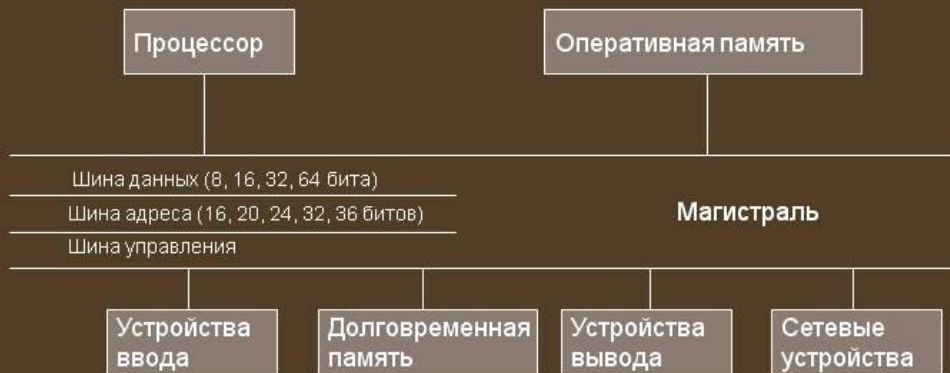 Процессор
Оперативная память
Шина данных (8, 16, 32, 64 бита)
Шина адреса (16, 20, 24, 32, 36 битов)
Шина управления
Магистраль
Устройства
ввода
Долговременная
память
Устройства
вывода
Сетевые
устройства